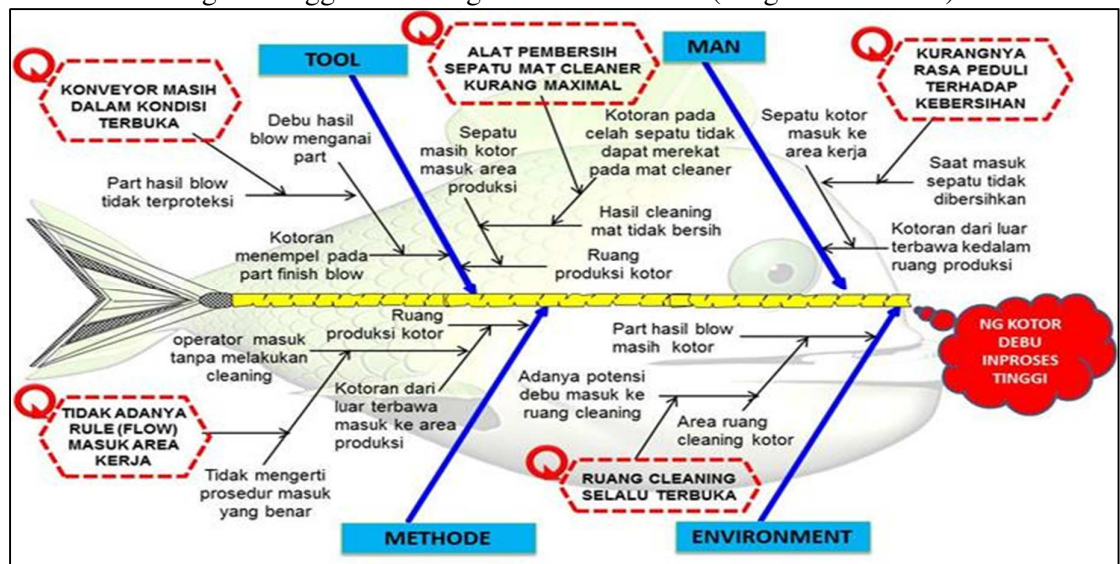 TOOL
MAN
Q
KONVEYOR MASIH
DALAM KONDISI
TERBUKA
Q
ALAT PEMBERSIH
SEPATU MAT CLEANER
KURANG MAXIMAL
Q
KURANGNYA
RASA PEDULI
TERHADAP
KEBERSIHAN
Debu hasil
blow menganai
part
Part hasil blow
tidak terproteksi
Kotoran
menempel pada
part finish blow
Sepatu
masih kotor
masuk area
produksi
Kotoran pada
celah sepatu tidak
dapat merekat
pada mat cleaner
Hasil cleaning
mat tidak bersih
Ruang
produksi kotor
Sepatu kotor
masuk ke
area kerja
Saat masuk
sepatu tidak
dibersihkan
Kotoran dari luar
terbawa kedalam
ruang produksi
NG KOTOR
DEBU
INPROSES
TINGGI
Ruang
produksi kotor
operator masuk
tanpa melakukan
cleaning
Kotoran dari
luar terbawa
masuk ke area
produksi
Q
TIDAK ADANYA
RULE (FLOW)
MASUK AREA
KERJA
Tidak mengerti
prosedur masuk
yang benar
Part hasil blow
masih kotor
Adanya potensi
debu masuk ke
ruang cleaning
Area ruang
cleaning kotor
Q
RUANG CLEANING
SELALU TERBUKA
METHODE
ENVIRONMENT